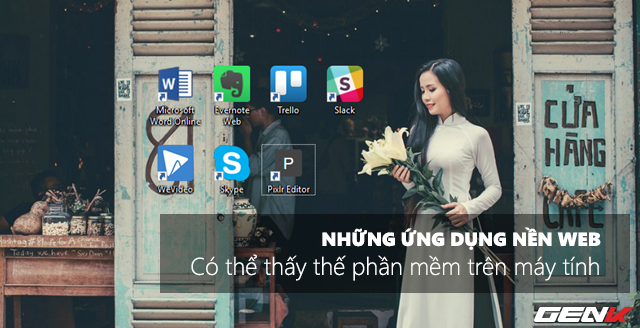 Microsoft
Word Online
Evernote
Web
Trello
Slack
WeVideo
Skype
Pixlr Editor
CỬA
HÀNG
CAFE
NHỮNG ỨNG DỤNG NỀN WEB
Có thể thấy thế phần mềm trên máy tính
GENK